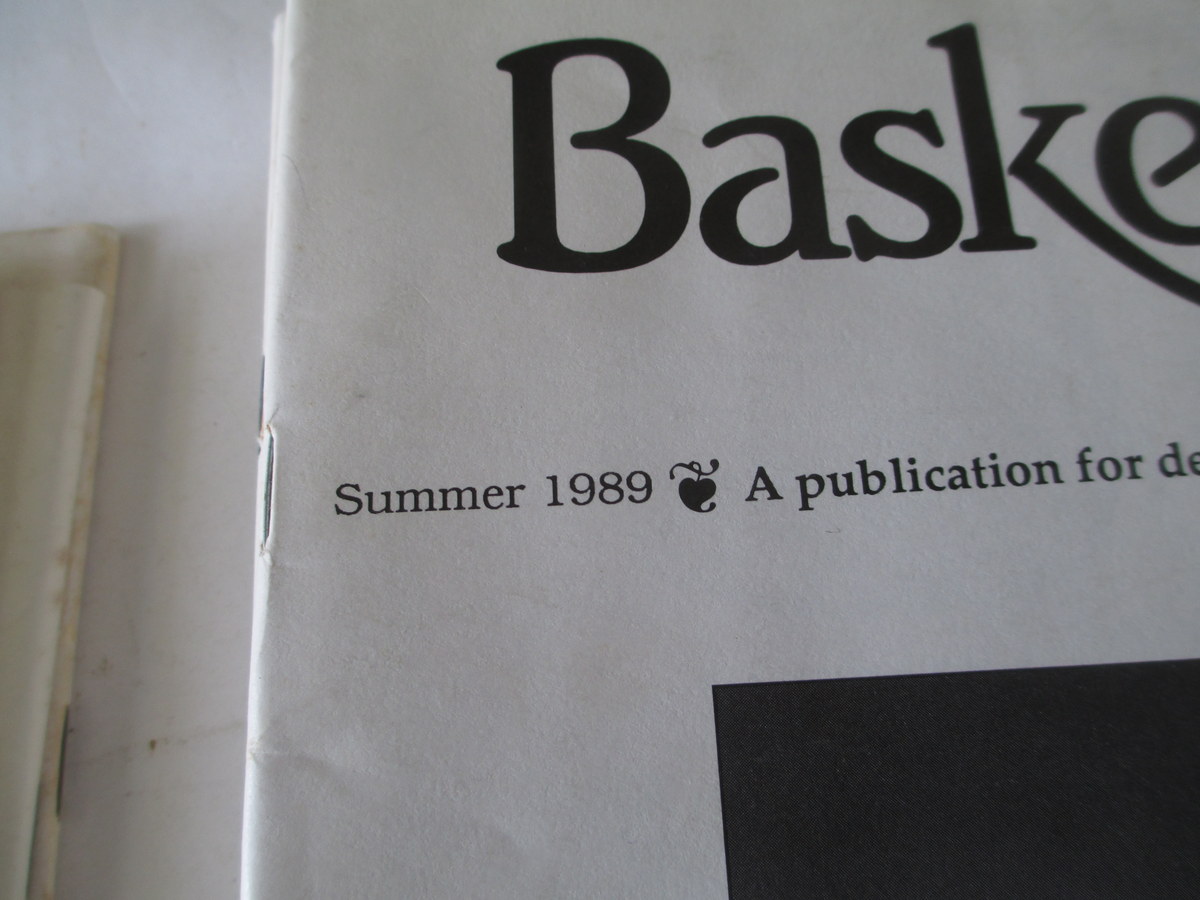 Baske
Summer 1989 ❦ A publication for de